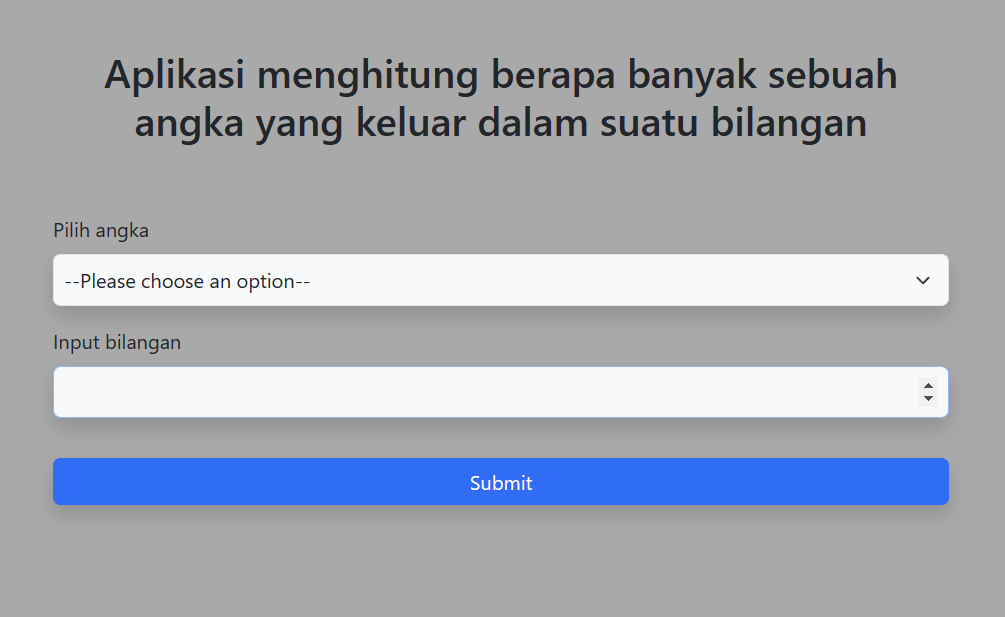 Aplikasi menghitung berapa banyak sebuah
angka yang keluar dalam suatu bilangan
Pilih angka
--Please choose an option--
Input bilangan
Submit